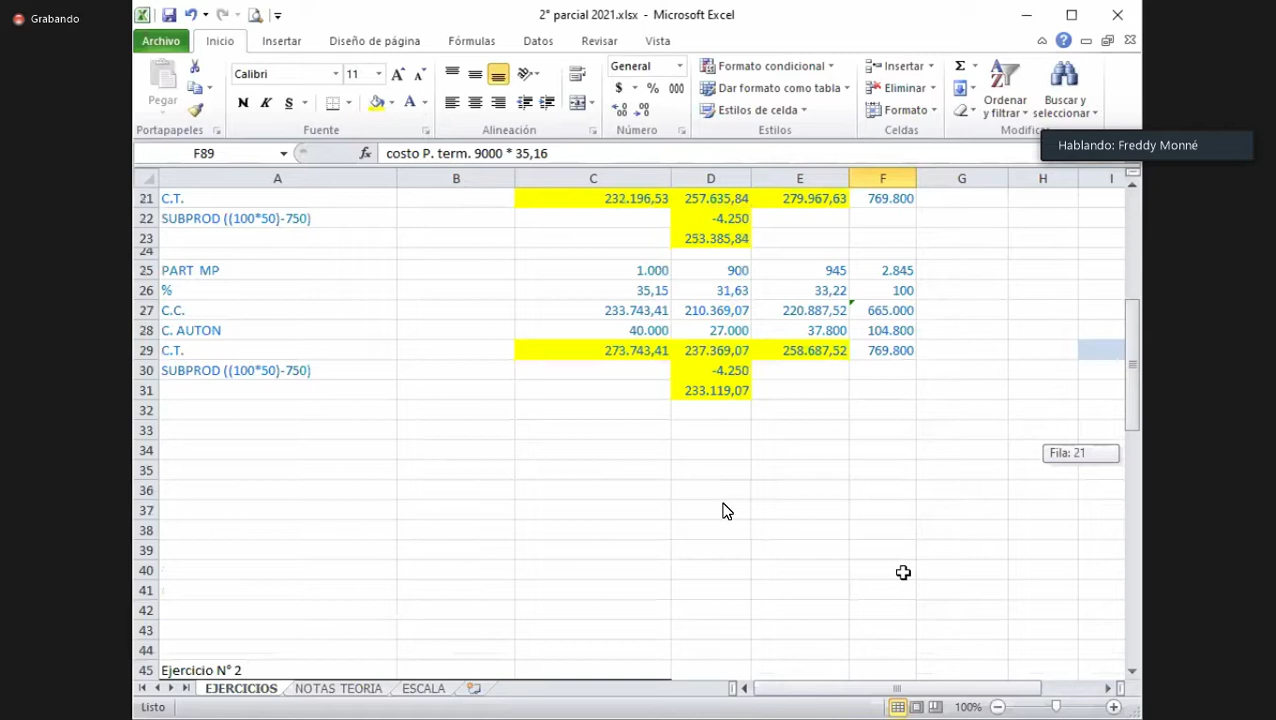 Grabando
2° parcial 2021.xlsx - Microsoft Excel
Archivo Inicio Insertar Diseño de página Fórmulas Datos Revisar Vista
Calibri 11 General Formato condicional Insertar Σ
Pegar N K S $ % 000 Dar formato como tabla Eliminar Ordenar y filtrar Buscar y seleccionar
Estilos de celda Formato
Portapapeles Fuente Alineación Número Estilos Celdas Modific
Hablando: Freddy Monné
F89 fx costo P. term. 9000 * 35,16
A B C D E F G H I
21 C.T. 232.196,53 257.635,84 279.967,63 769.800
22 SUBPROD ((100*50)-750) -4.250
23 253.385,84
24
25 PART MP 1.000 900 945 2.845
26 % 35,15 31,63 33,22 100
27 C.C. 233.743,41 210.369,07 220.887,52 665.000
28 C. AUTON 40.000 27.000 37.800 104.800
29 C.T. 273.743,41 237.369,07 258.687,52 769.800
30 SUBPROD ((100*50)-750) -4.250
31 233.119,07
32
33
34
Fila: 21
35
36
37
38
39
40
41
42
43
44
45 Ejercicio N° 2
EJERCICIOS NOTAS TEORIA ESCALA
Listo 100%